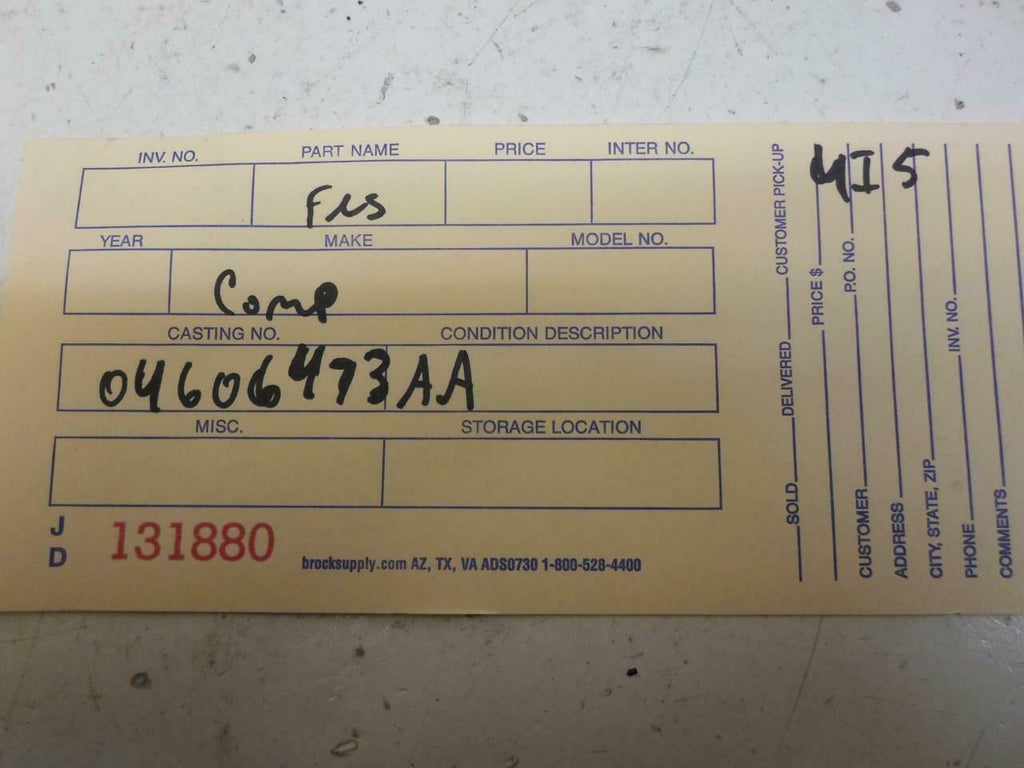 INV. NO. PART NAME PRICE INTER NO.
Fus
YEAR MAKE MODEL NO.
Comp
CASTING NO. CONDITION DESCRIPTION
04606473AA
MISC. STORAGE LOCATION
J
D
131880
brocksupply.com AZ, TX, VA ADS0730 1-800-528-4400
4I5
SOLD DELIVERED CUSTOMER PICK-UP
PRICE $
CUSTOMER P.O. NO.
ADDRESS
CITY, STATE, ZIP
PHONE INV. NO.
COMMENTS